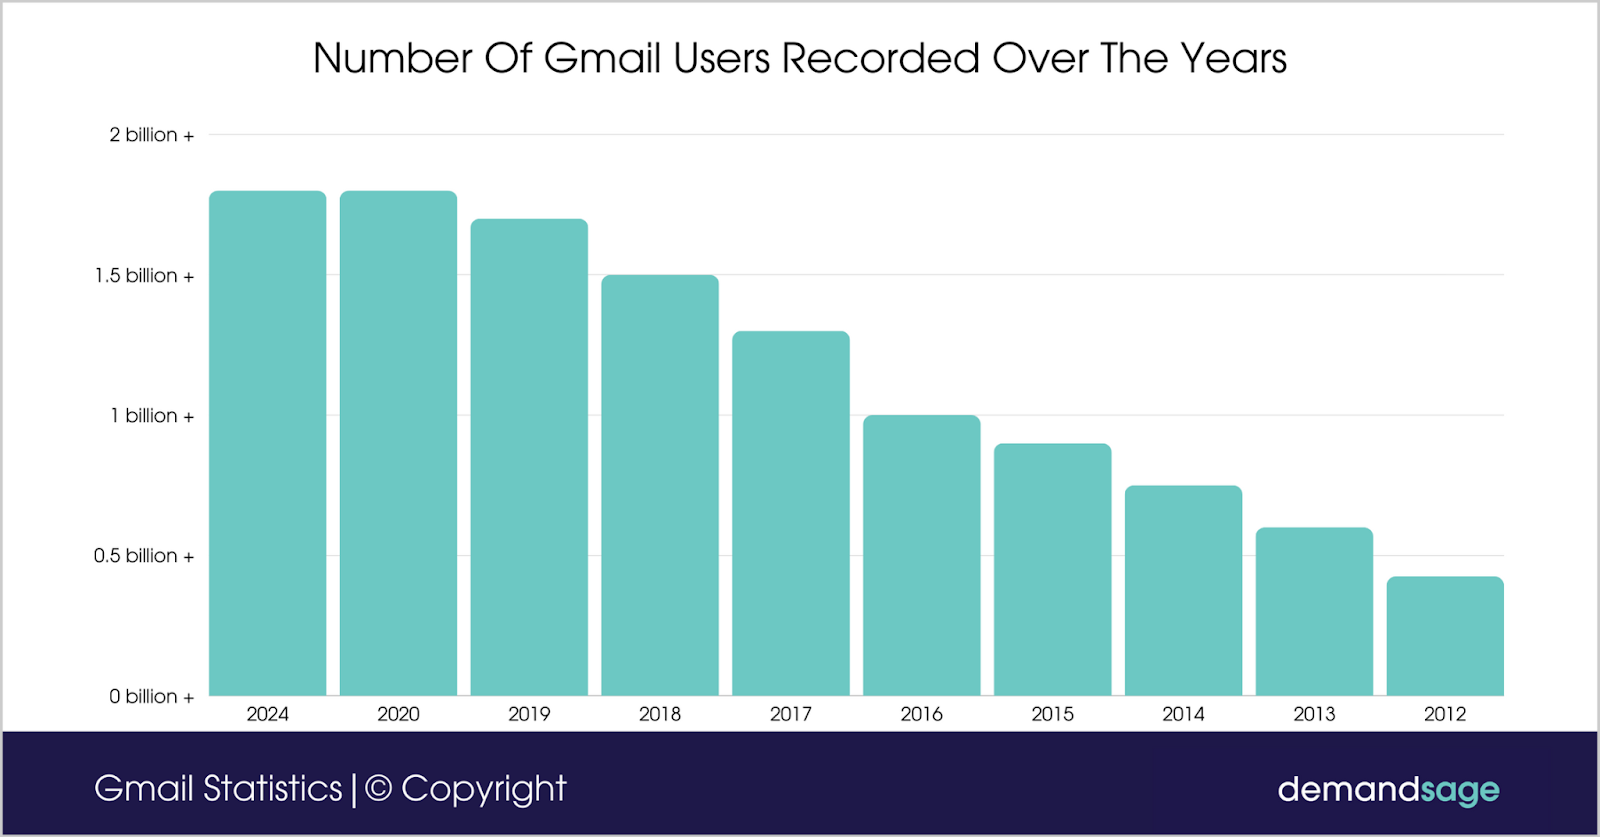 Number Of Gmail Users Recorded Over The Years
2 billion +
1.5 billion +
1 billion +
0.5 billion +
0 billion +
2024 2020 2019 2018 2017 2016 2015 2014 2013 2012
Gmail Statistics | © Copyright
demandsage